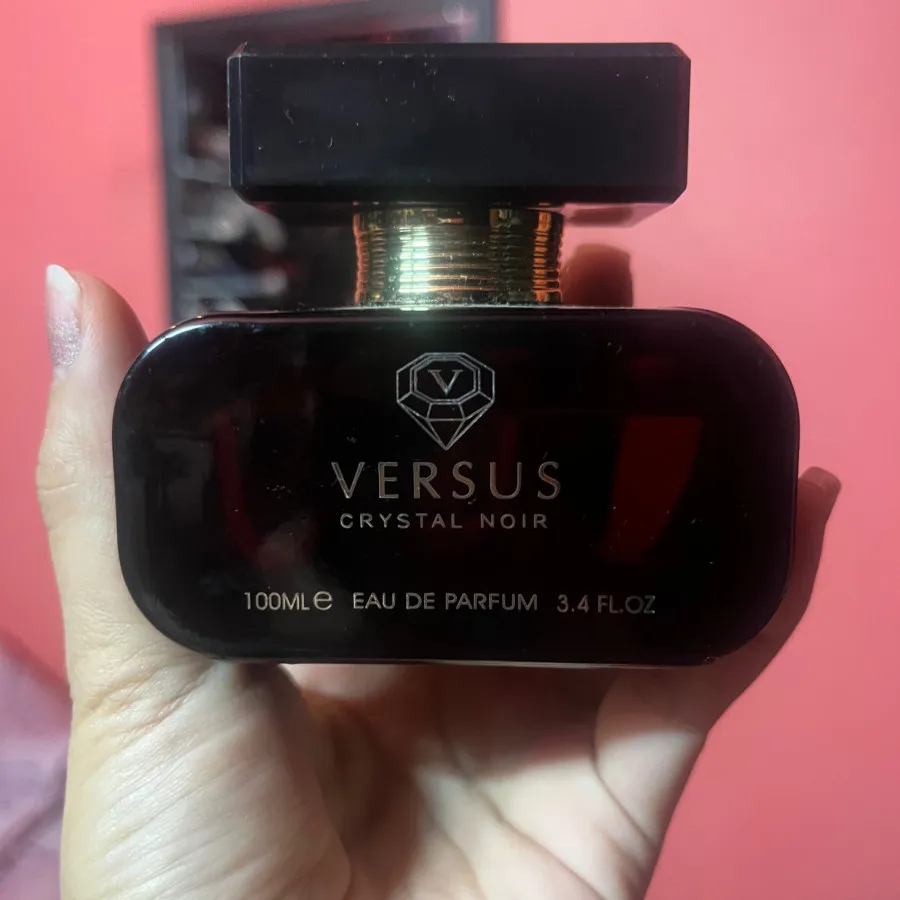 V
VERSUS
CRYSTAL NOIR
100ML e EAU DE PARFUM 3.4 FL.OZ